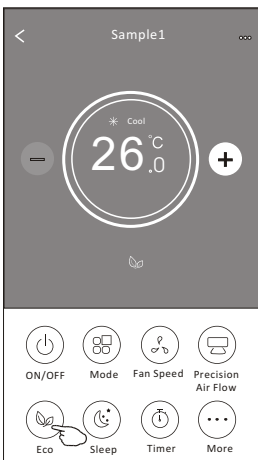 Sample1
Cool
26.0°C
ON/OFF Mode Fan Speed Precision Air Flow
Eco Sleep Timer More